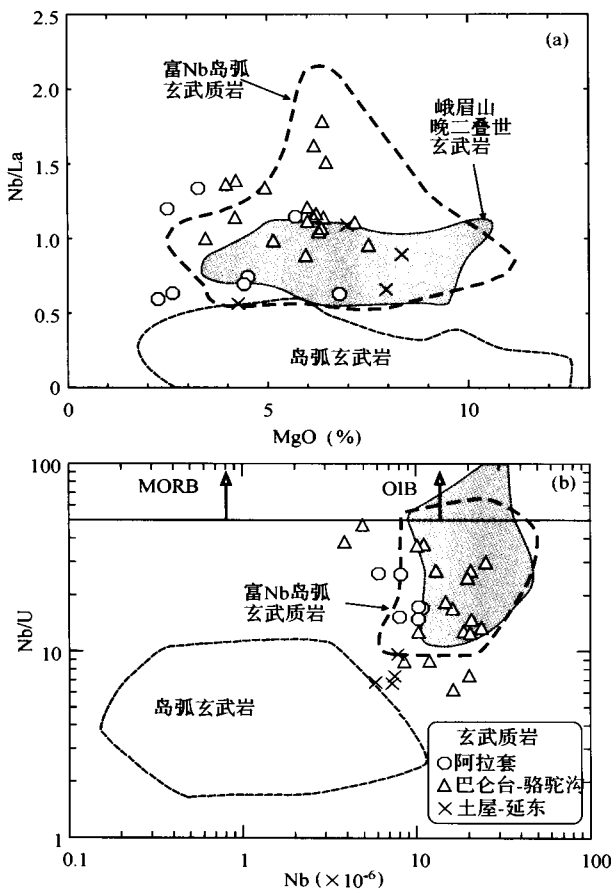 (a)
2.5
2.0
1.5
1.0
0.5
0
Nb/La
富Nb岛弧
玄武质岩
峨眉山
晚二叠世
玄武岩
岛弧玄武岩
0
5
10
MgO (%)
(b)
100
10
1
Nb/U
MORB
OIB
富Nb岛弧
玄武质岩
岛弧玄武岩
玄武质岩
阿拉套
巴仑台-骆驼沟
土屋-延东
0.1
1
10
100
Nb (×10⁻⁶)